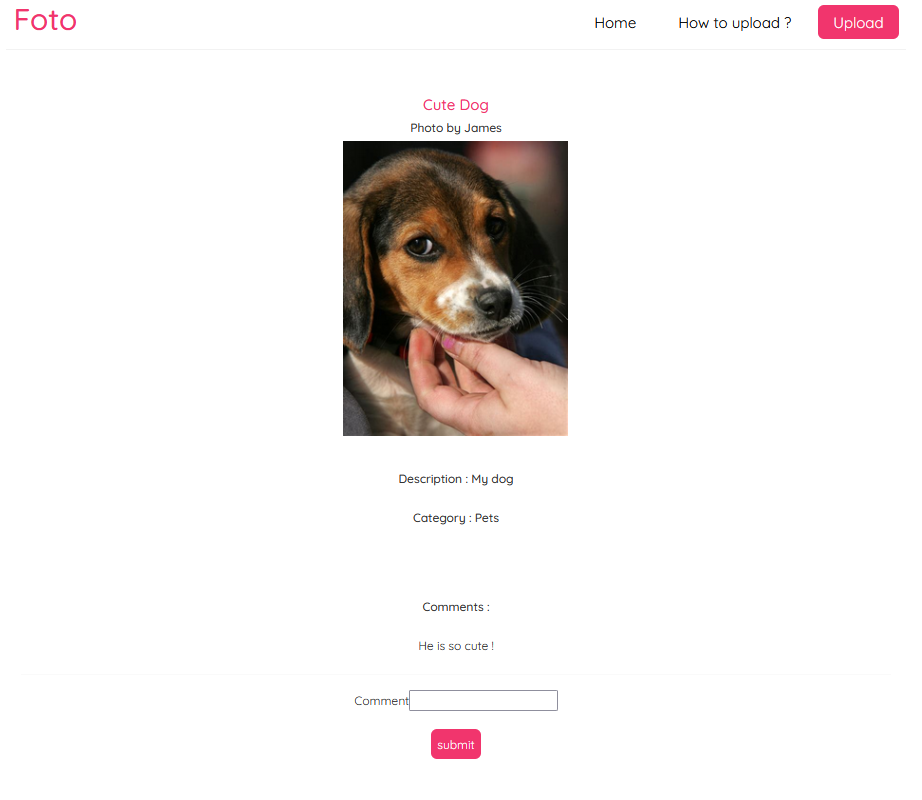 Foto
Home How to upload ? Upload
Cute Dog
Photo by James
Description : My dog
Category : Pets
Comments :
He is so cute !
Comment
submit